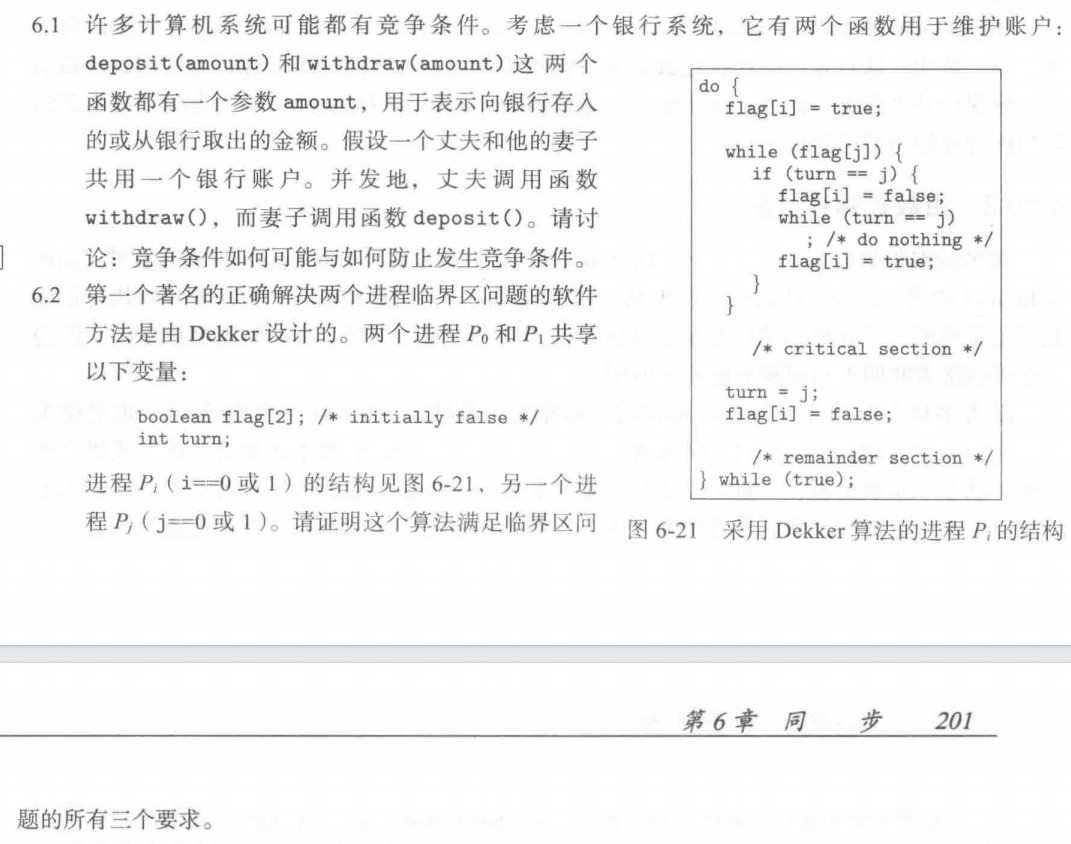 6.1 许多计算机系统可能都有竞争条件。考虑一个银行系统，它有两个函数用于维护账户：
deposit(amount) 和 withdraw(amount) 这两个
函数都有一个参数 amount，用于表示向银行存入
的或从银行取出的金额。假设一个丈夫和他的妻子
共用一个银行账户。并发地，丈夫调用函数
withdraw()，而妻子调用函数 deposit()。请讨
论：竞争条件如何可能与如何防止发生竞争条件。
6.2 第一个著名的正确解决两个进程临界区问题的软件
方法是由 Dekker 设计的。两个进程 P0 和 P1 共享
以下变量：
boolean flag[2]; /* initially false */
int turn;
进程 Pi（i==0 或 1）的结构见图 6-21，另一个进
程 Pj（j==0 或 1）。请证明这个算法满足临界区问
do {
flag[i] = true;
while (flag[j]) {
if (turn == j) {
flag[i] = false;
while (turn == j)
; /* do nothing */
flag[i] = true;
}
}
/* critical section */
turn = j;
flag[i] = false;
/* remainder section */
} while (true);
图 6-21 采用 Dekker 算法的进程 Pi 的结构
第 6 章 同 步 201
题的所有三个要求。